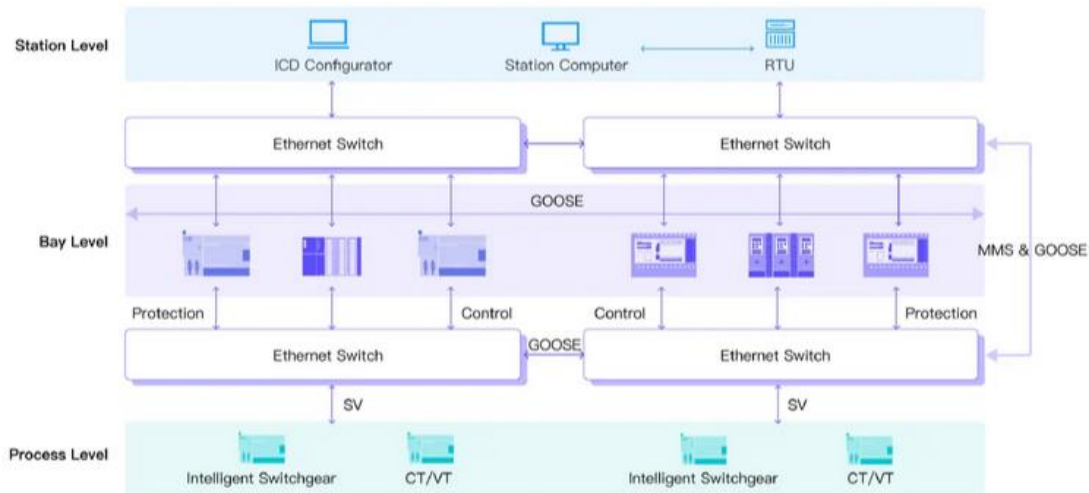 Station Level
ICD Configurator
Station Computer
RTU
Ethernet Switch
Ethernet Switch
GOOSE
Bay Level
MMS & GOOSE
Protection
Control
Control
Protection
Ethernet Switch
GOOSE
Ethernet Switch
SV
SV
Process Level
Intelligent Switchgear
CT/VT
Intelligent Switchgear
CT/VT